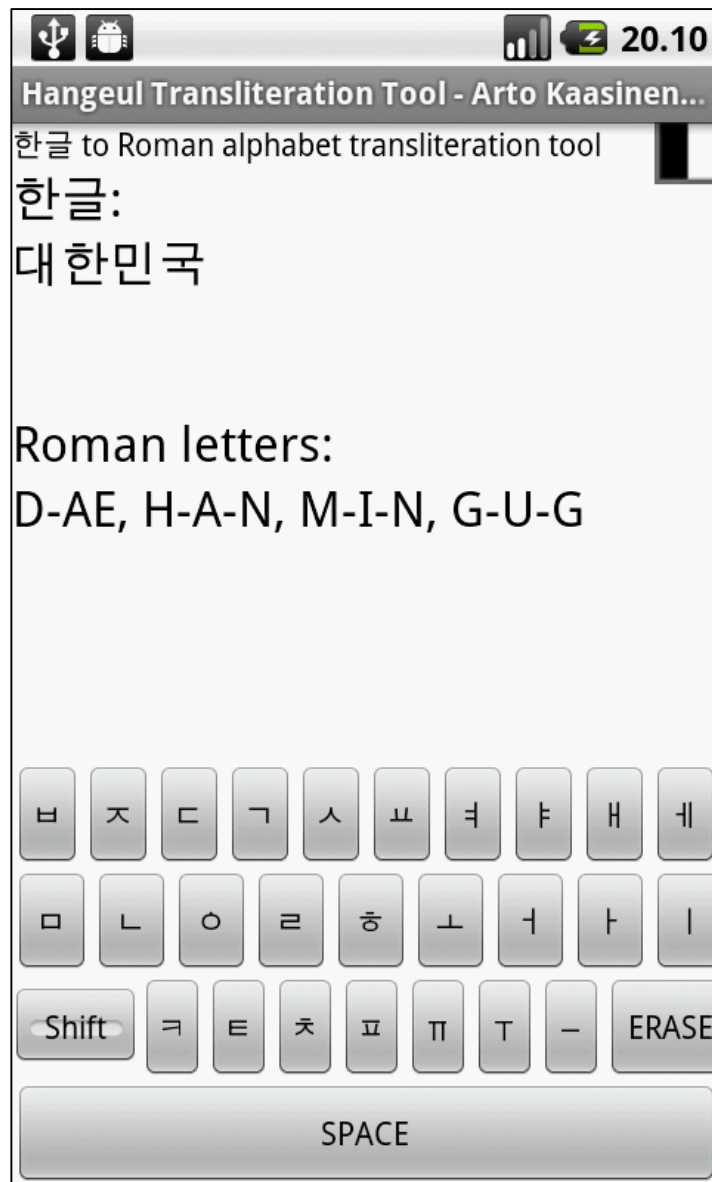 20.10
Hangeul Transliteration Tool - Arto Kaasinen...
한글 to Roman alphabet transliteration tool
한글:
대한민국
Roman letters:
D-AE, H-A-N, M-I-N, G-U-G
ㅂ ㅈ ㄷ ㄱ ㅅ ㅛ ㅕ ㅑ ㅐ ㅔ
ㅁ ㄴ ㅇ ㄹ ㅎ ㅗ ㅓ ㅏ ㅣ
Shift ㅋ ㅌ ㅊ ㅍ ㅠ ㅜ ㅡ ERASE
SPACE